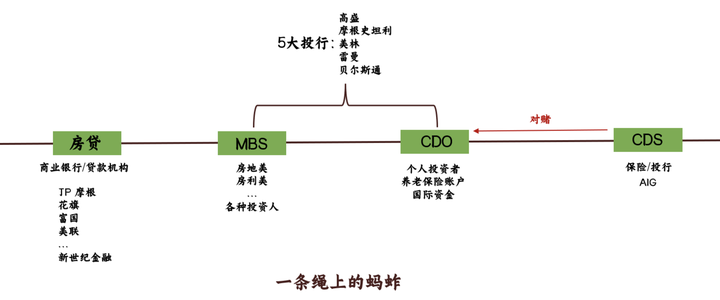 5大投行:
高盛
摩根史坦利
美林
雷曼
贝尔斯通
房贷
MBS
CDO
对赌
CDS
商业银行/贷款机构
JP 摩根
花旗
富国
美联
...
新世纪金融
房地美
房利美
...
各种投资人
个人投资者
养老保险账户
国际资金
保险/投行
AIG
一条绳上的蚂蚱